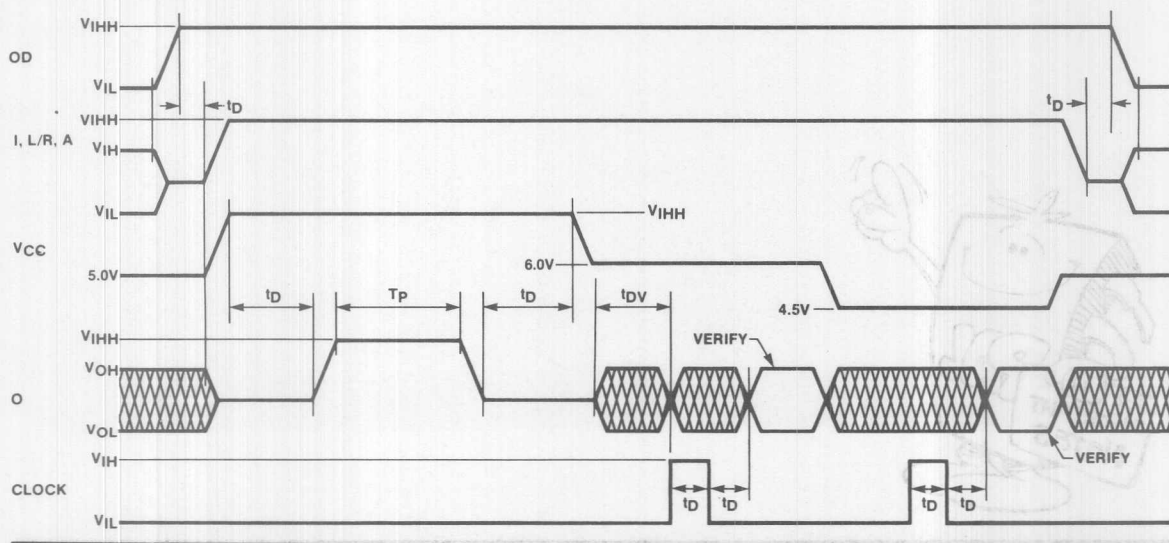 VIHH
OD
VIL
tD
tD
VIHH
I, L/R, A
VIH
VIL
VIHH
VCC
5.0V
6.0V
4.5V
tD
TP
tD
tDV
VIHH
VERIFY
VOH
O
VOL
VERIFY
VIH
CLOCK
tD
tD
tD
tD
VIL